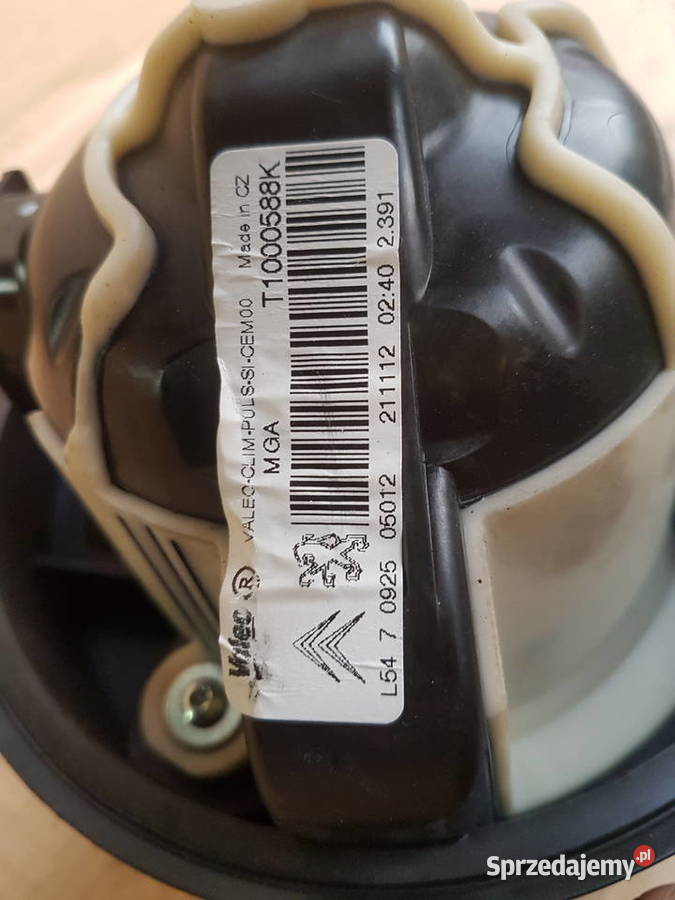 Valeo ® VALEO-CLIM-PULS-SI-CEM00 Made in CZ
MGA T1000588K
L54 7 0925 05012 211112 02:40 2.391
Sprzedajemy.pl